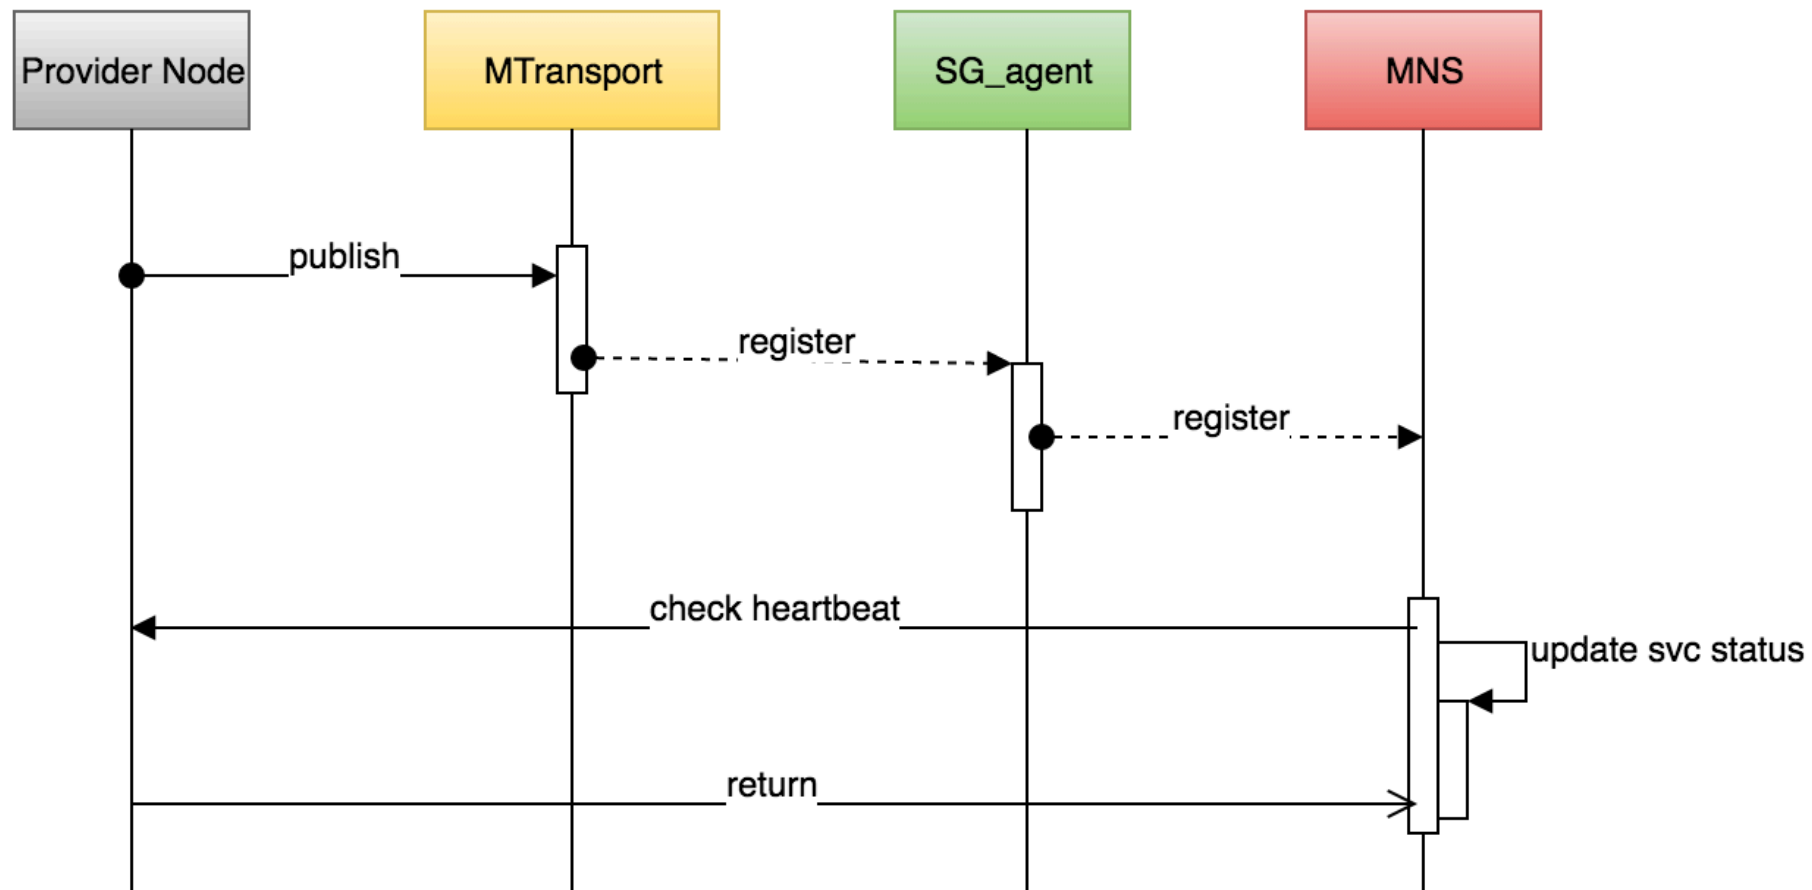 Provider Node
MTransport
SG_agent
MNS
publish
register
register
check heartbeat
update svc status
return